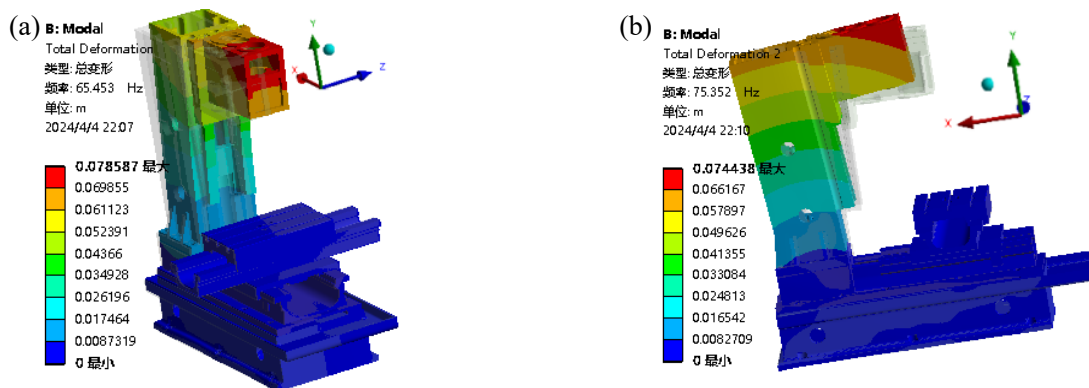 (a)
B: Modal
Total Deformation
类型: 总变形
频率: 65.453 Hz
单位: m
2024/4/4 22:07
0.078587 最大
0.069855
0.061123
0.052391
0.04366
0.034928
0.026196
0.017464
0.0087319
0 最小
X
Y
Z
(b)
B: Modal
Total Deformation 2
类型: 总变形
频率: 75.352 Hz
单位: m
2024/4/4 22:10
0.074438 最大
0.066167
0.057897
0.049626
0.041355
0.033084
0.024813
0.016542
0.0082709
0 最小
Y
X
Z